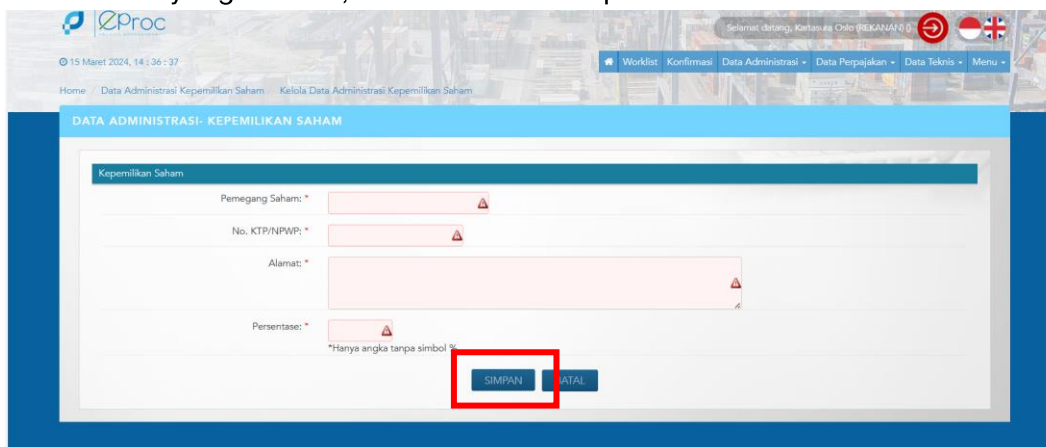 eProc
Selamat datang, Kartasura Oslo (REKANAN)
15 Maret 2024, 14 : 36 : 37
Worklist Konfirmasi Data Administrasi Data Perpajakan Data Teknis Menu
Home Data Administrasi Kepemilikan Saham Kelola Data Administrasi Kepemilikan Saham
DATA ADMINISTRASI- KEPEMILIKAN SAHAM
Kepemilikan Saham
Pemegang Saham: *
No. KTP/NPWP: *
Alamat: *
Persentase: *
*Hanya angka tanpa simbol %
SIMPAN BATAL